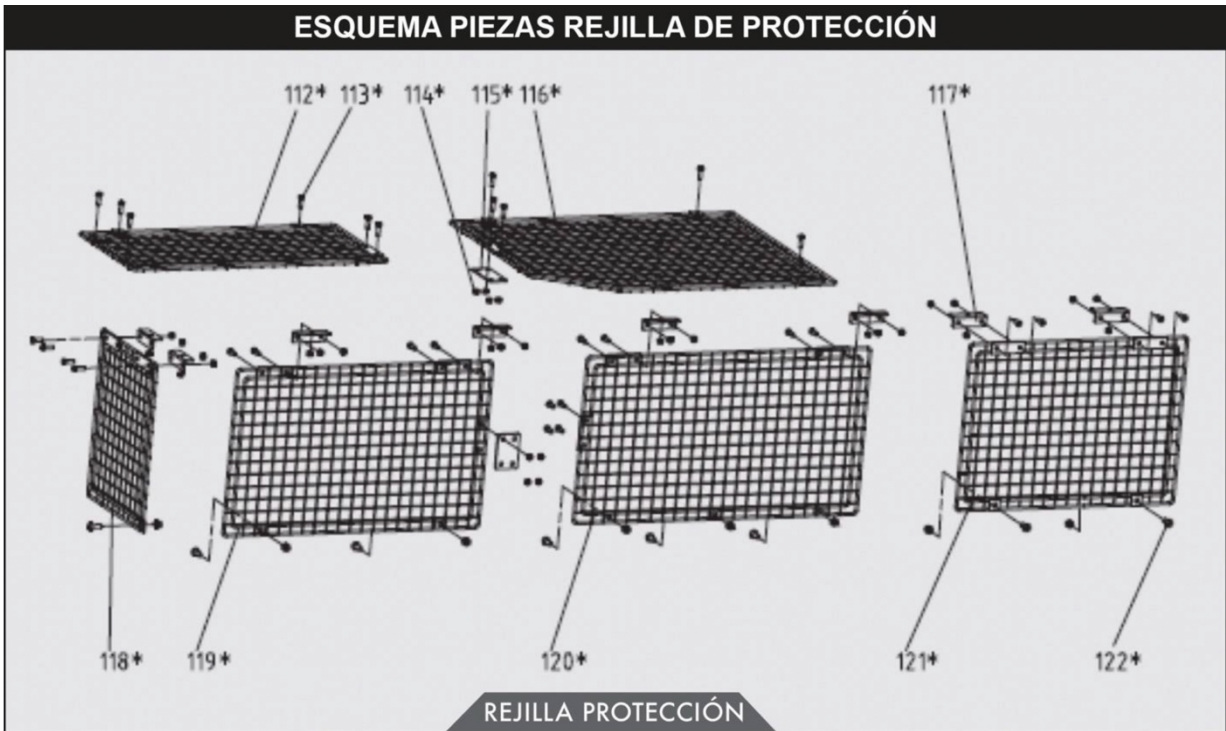 ESQUEMA PIEZAS REJILLA DE PROTECCIÓN
112* 113* 114* 115* 116* 117*
118* 119* 120* 121* 122*
REJILLA PROTECCIÓN